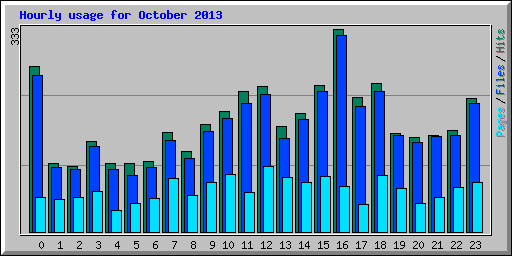 Hourly usage for October 2013
333
Pages/Files/Hits
0 1 2 3 4 5 6 7 8 9 10 11 12 13 14 15 16 17 18 19 20 21 22 23